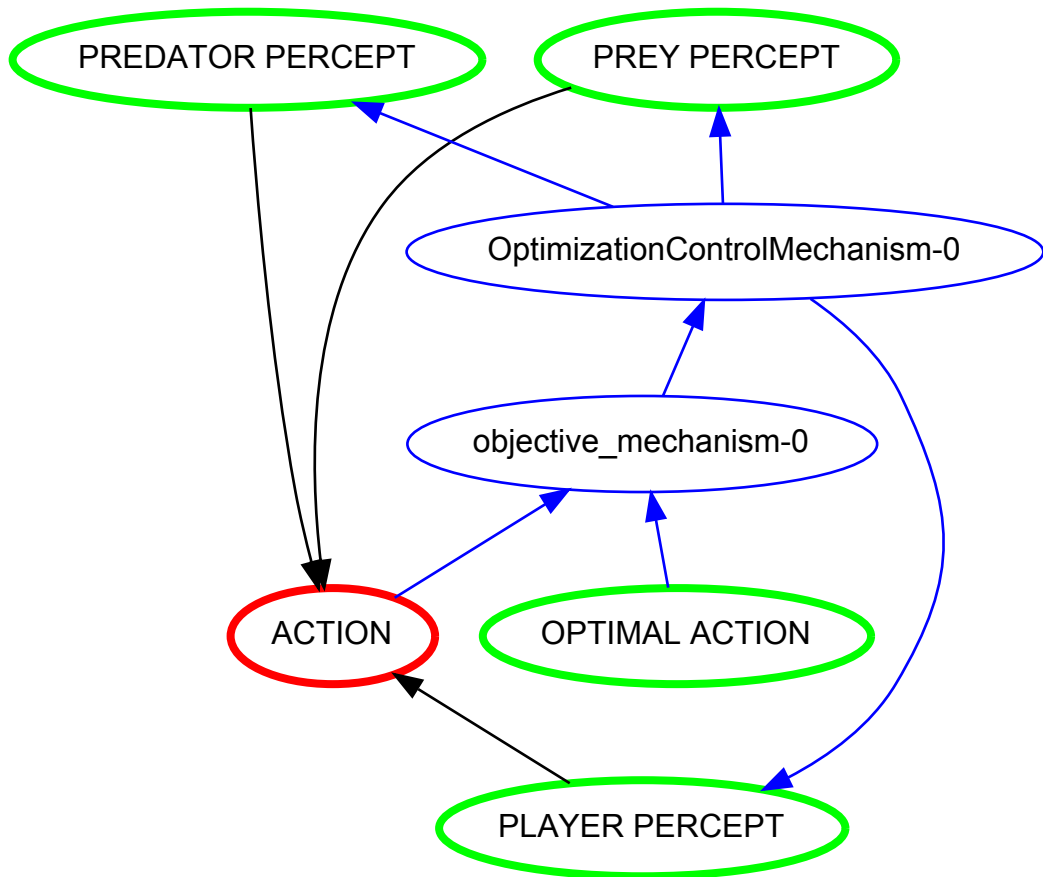 PREDATOR PERCEPT
PREY PERCEPT
OptimizationControlMechanism-0
objective_mechanism-0
ACTION
OPTIMAL ACTION
PLAYER PERCEPT